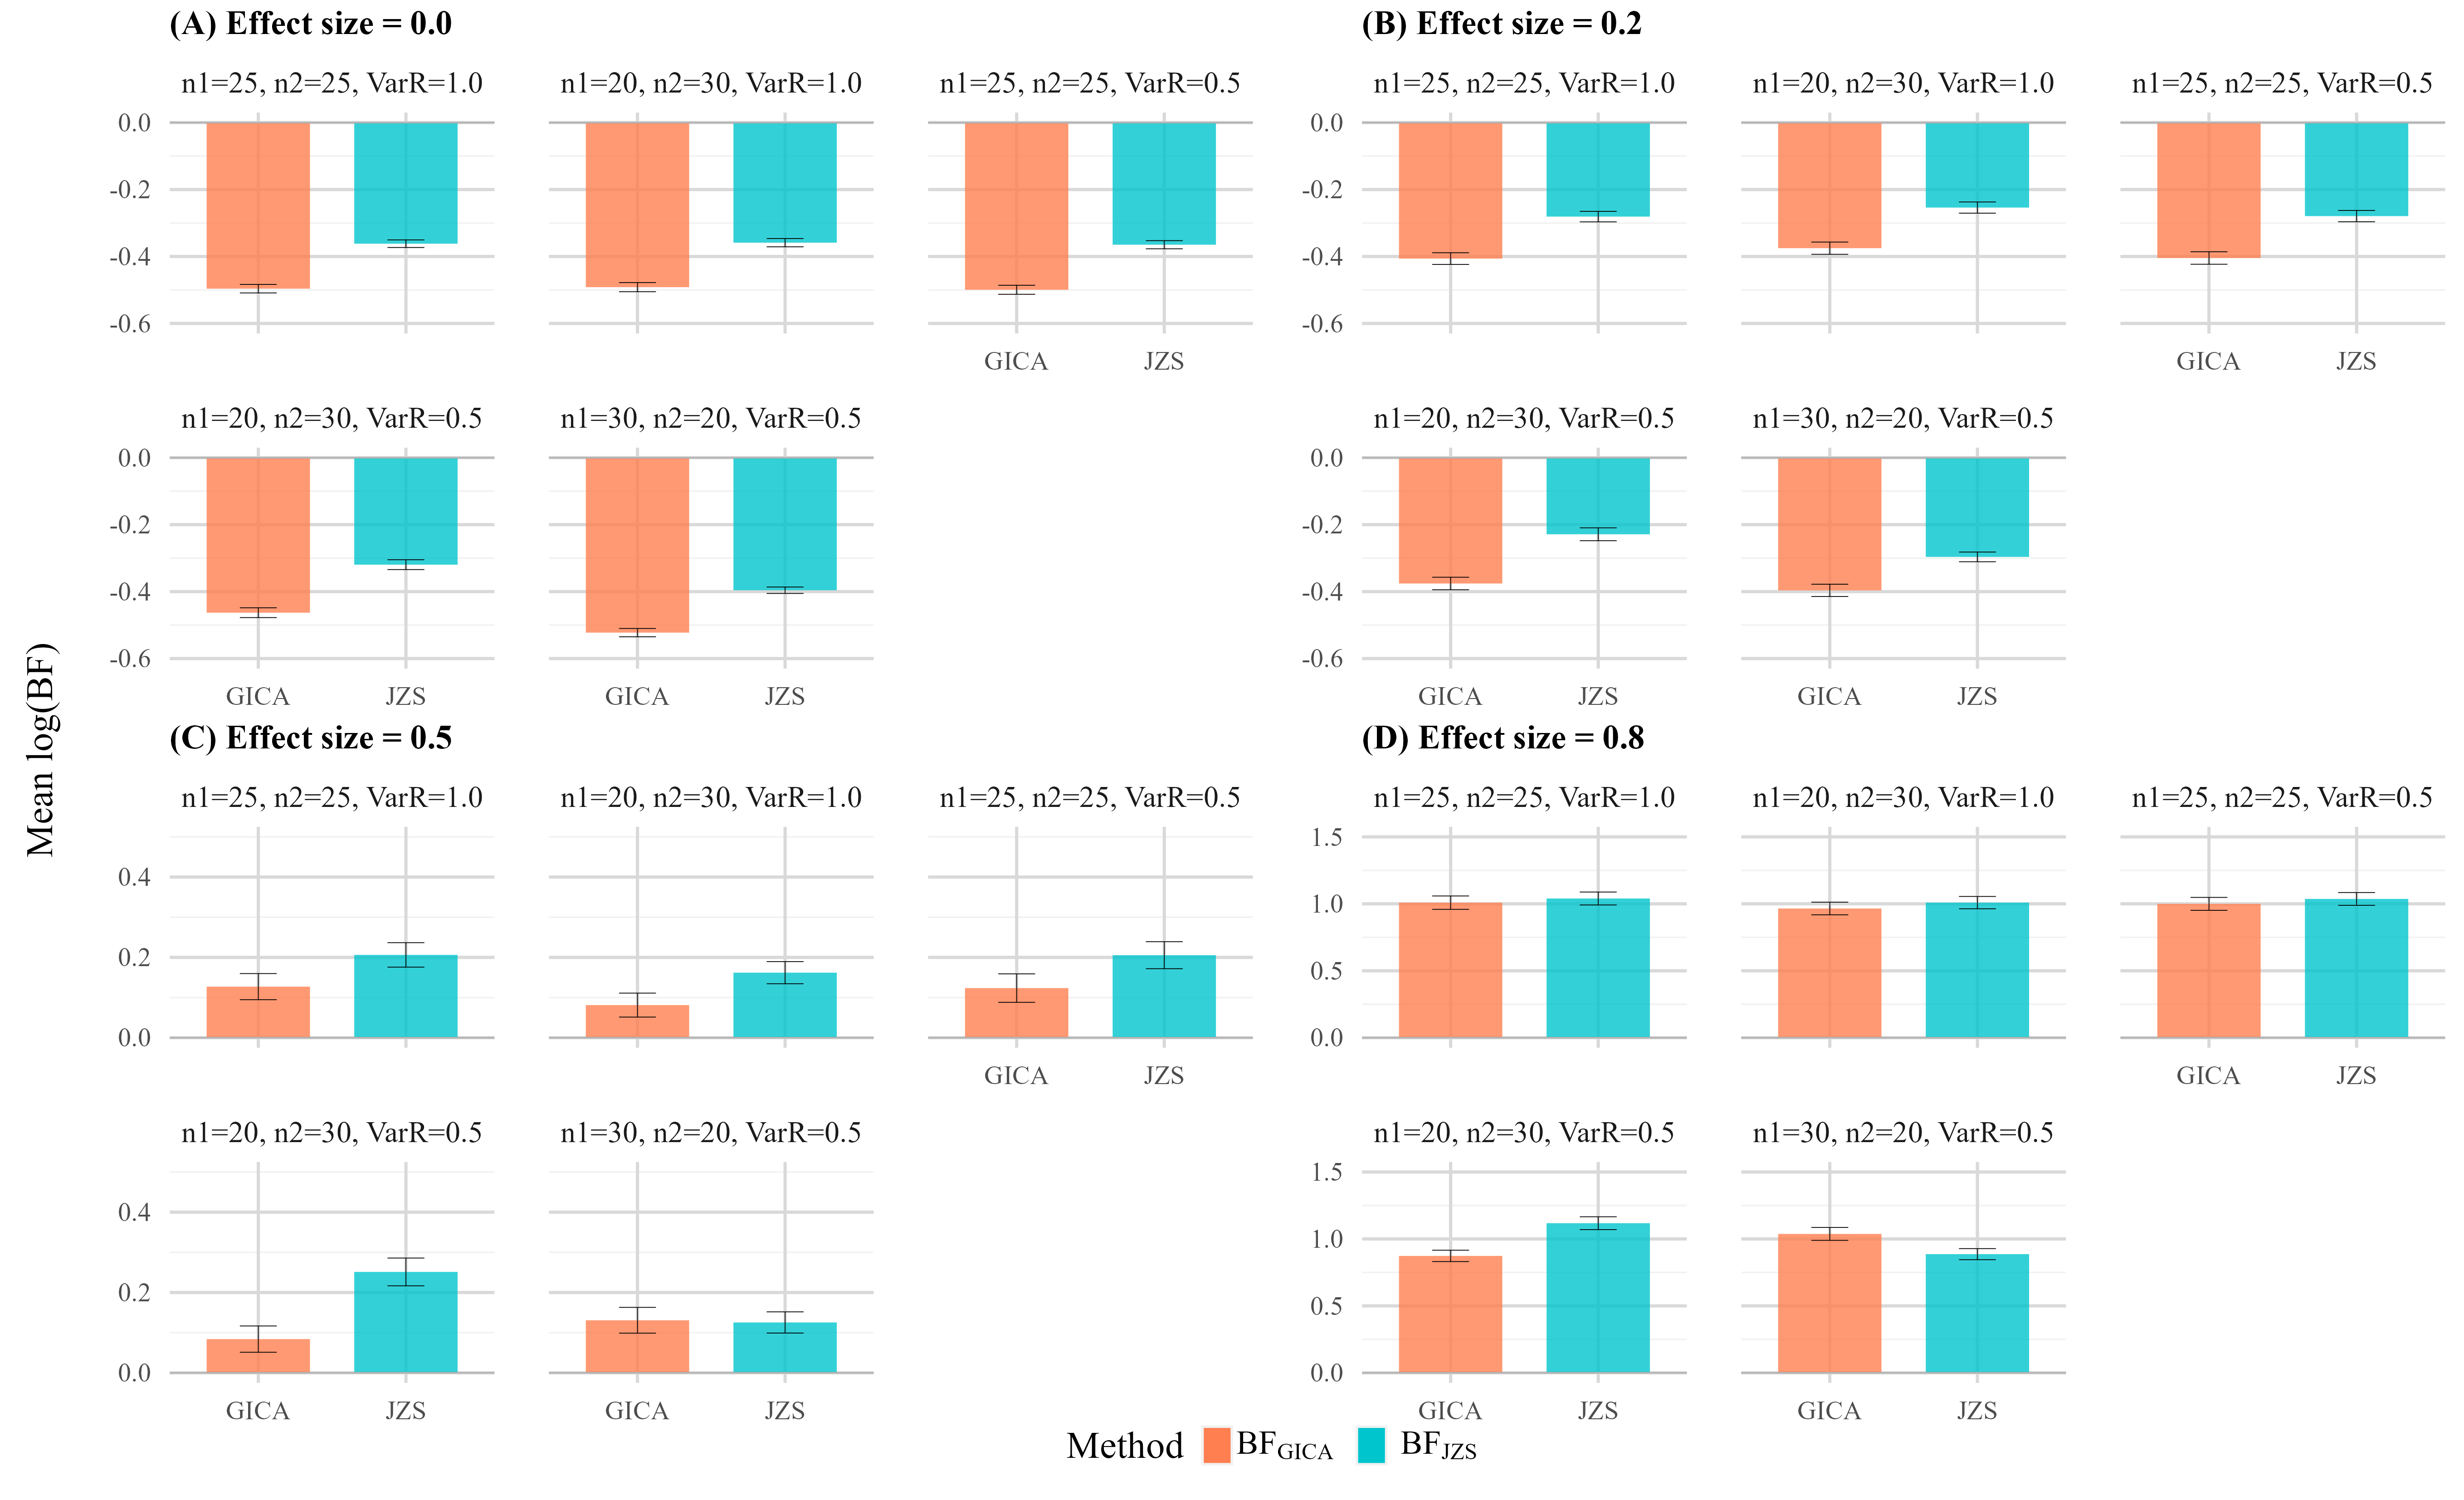 (A) Effect size = 0.0
n1=25, n2=25, VarR=1.0
n1=20, n2=30, VarR=1.0
n1=25, n2=25, VarR=0.5
0.0
-0.2
-0.4
-0.6
GICA JZS
n1=20, n2=30, VarR=0.5
n1=30, n2=20, VarR=0.5
0.0
-0.2
-0.4
-0.6
GICA JZS
GICA JZS
(B) Effect size = 0.2
n1=25, n2=25, VarR=1.0
n1=20, n2=30, VarR=1.0
n1=25, n2=25, VarR=0.5
0.0
-0.2
-0.4
-0.6
GICA JZS
n1=20, n2=30, VarR=0.5
n1=30, n2=20, VarR=0.5
0.0
-0.2
-0.4
-0.6
GICA JZS
GICA JZS
Mean log(BF)
(C) Effect size = 0.5
n1=25, n2=25, VarR=1.0
n1=20, n2=30, VarR=1.0
n1=25, n2=25, VarR=0.5
0.4
0.2
0.0
GICA JZS
n1=20, n2=30, VarR=0.5
n1=30, n2=20, VarR=0.5
0.4
0.2
0.0
GICA JZS
GICA JZS
(D) Effect size = 0.8
n1=25, n2=25, VarR=1.0
n1=20, n2=30, VarR=1.0
n1=25, n2=25, VarR=0.5
1.5
1.0
0.5
0.0
GICA JZS
n1=20, n2=30, VarR=0.5
n1=30, n2=20, VarR=0.5
1.5
1.0
0.5
0.0
GICA JZS
GICA JZS
Method BFGICA BFJZS